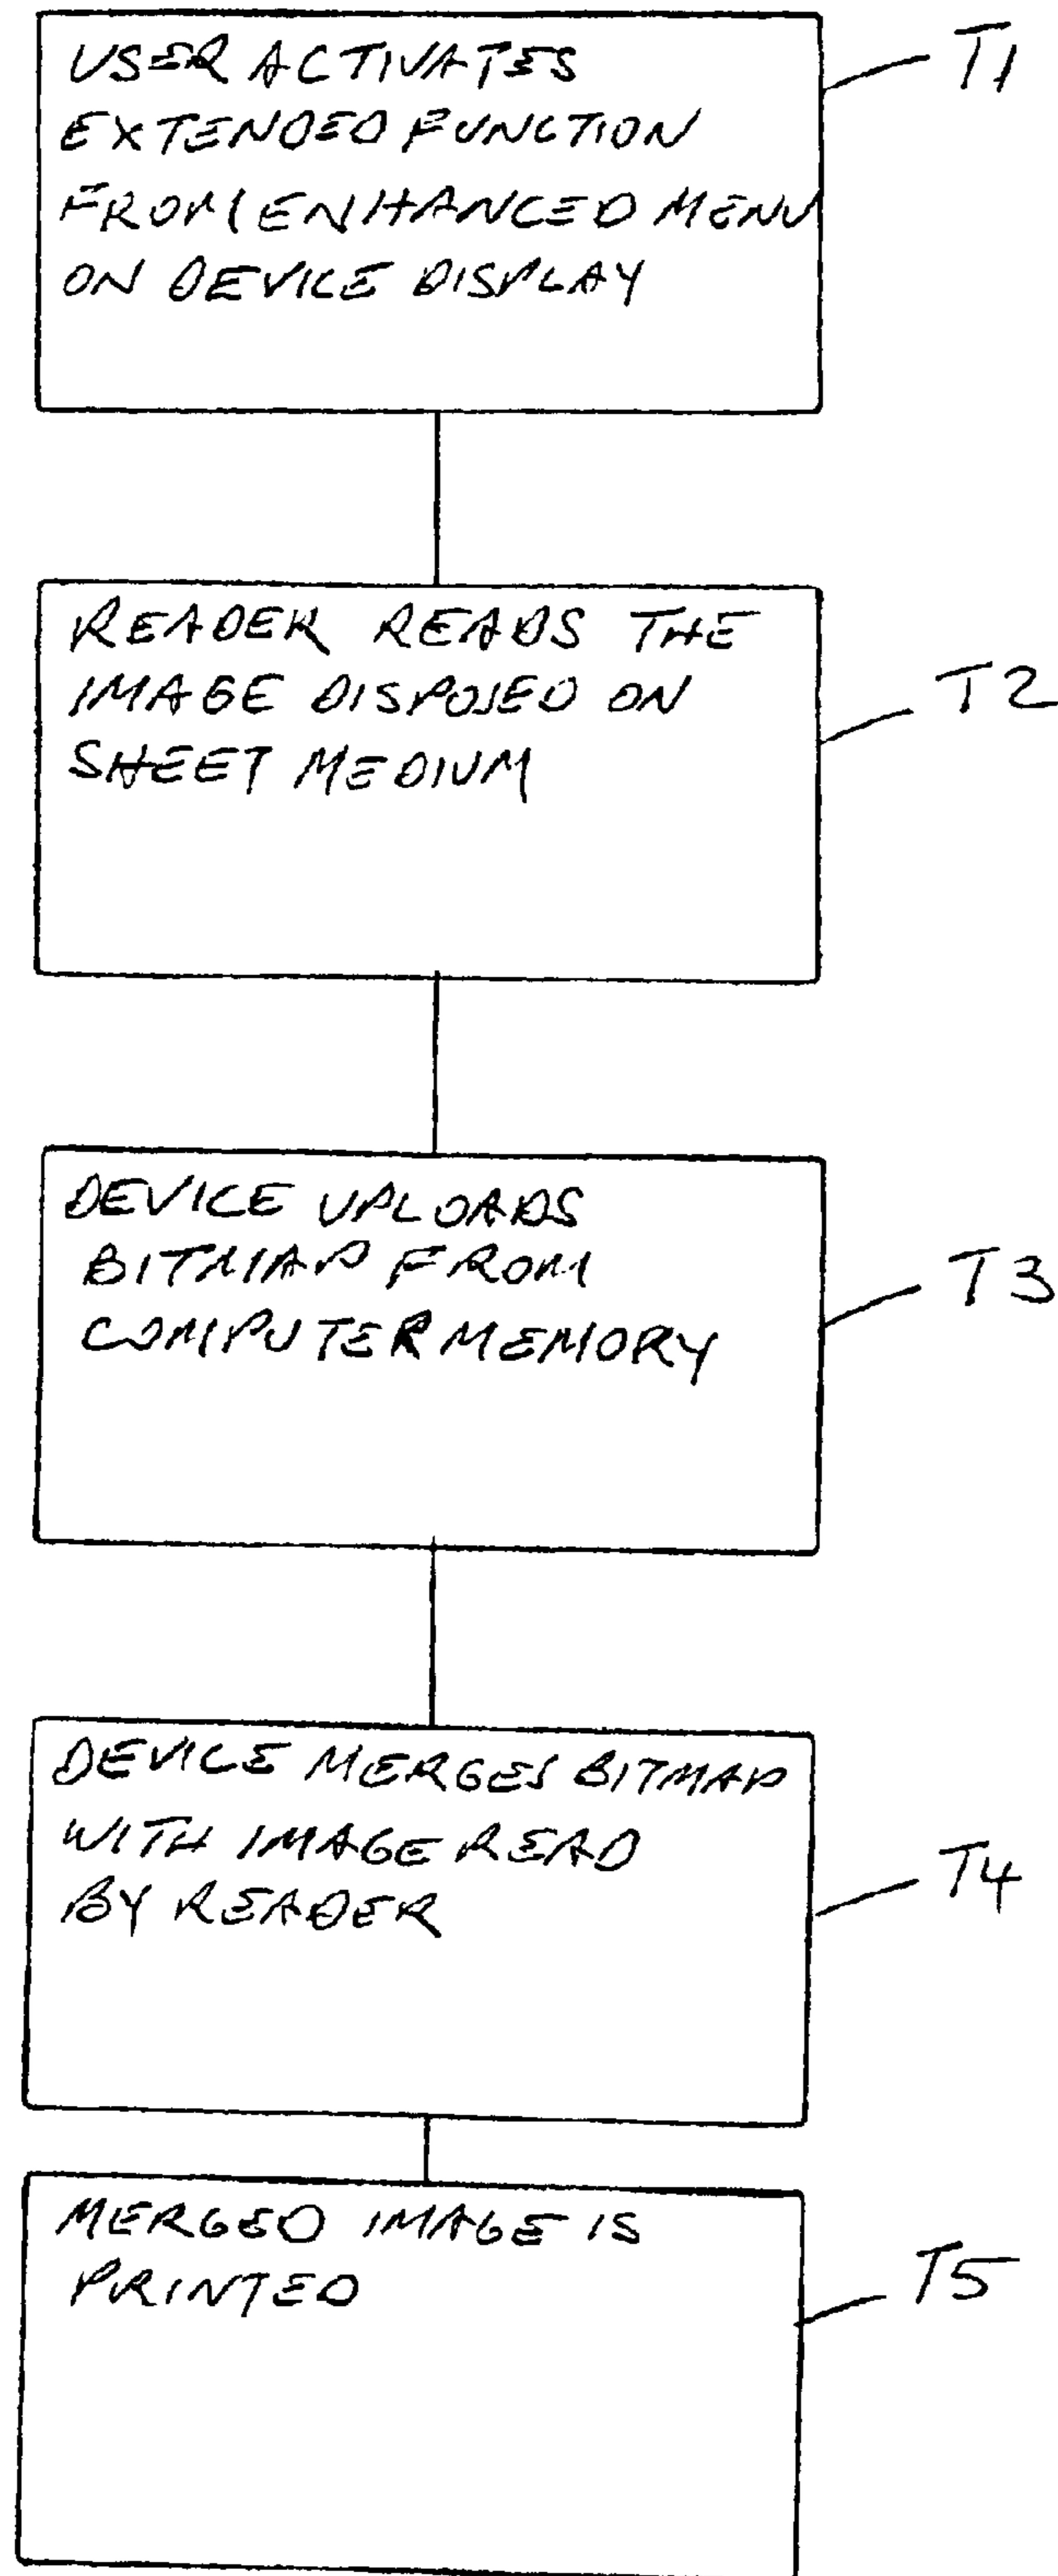 USER ACTIVATES
EXTENDED FUNCTION
FROM ENHANCED MENU
ON DEVICE DISPLAY
T1
READER READS THE
IMAGE DISPOSED ON
SHEET MEDIUM
T2
DEVICE UPLOADS
BITMAP FROM
COMPUTER MEMORY
T3
DEVICE MERGES BITMAP
WITH IMAGE READ
BY READER
T4
MERGED IMAGE IS
PRINTED
T5